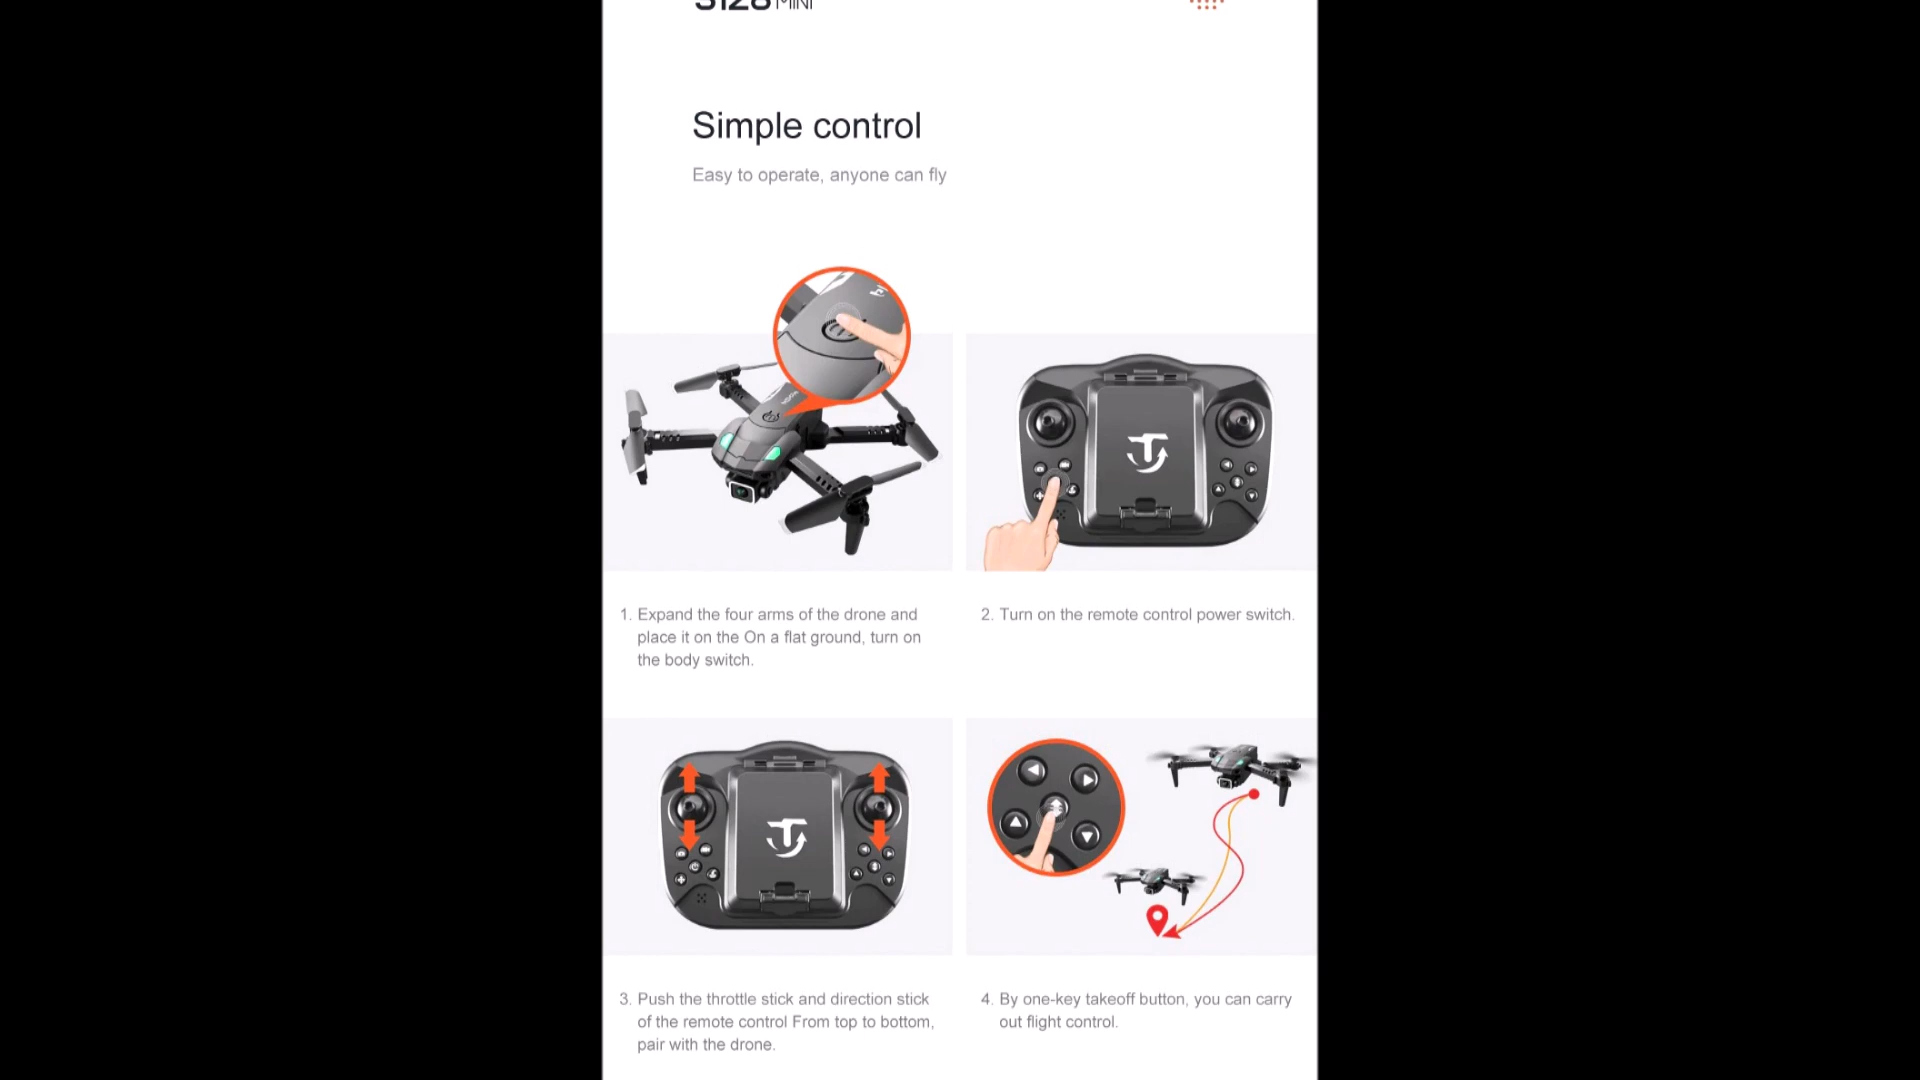 S128 MINI
Simple control
Easy to operate, anyone can fly
1. Expand the four arms of the drone and
place it on the On a flat ground, turn on
the body switch.
2. Turn on the remote control power switch.
3. Push the throttle stick and direction stick
of the remote control From top to bottom,
pair with the drone.
4. By one-key takeoff button, you can carry
out flight control.